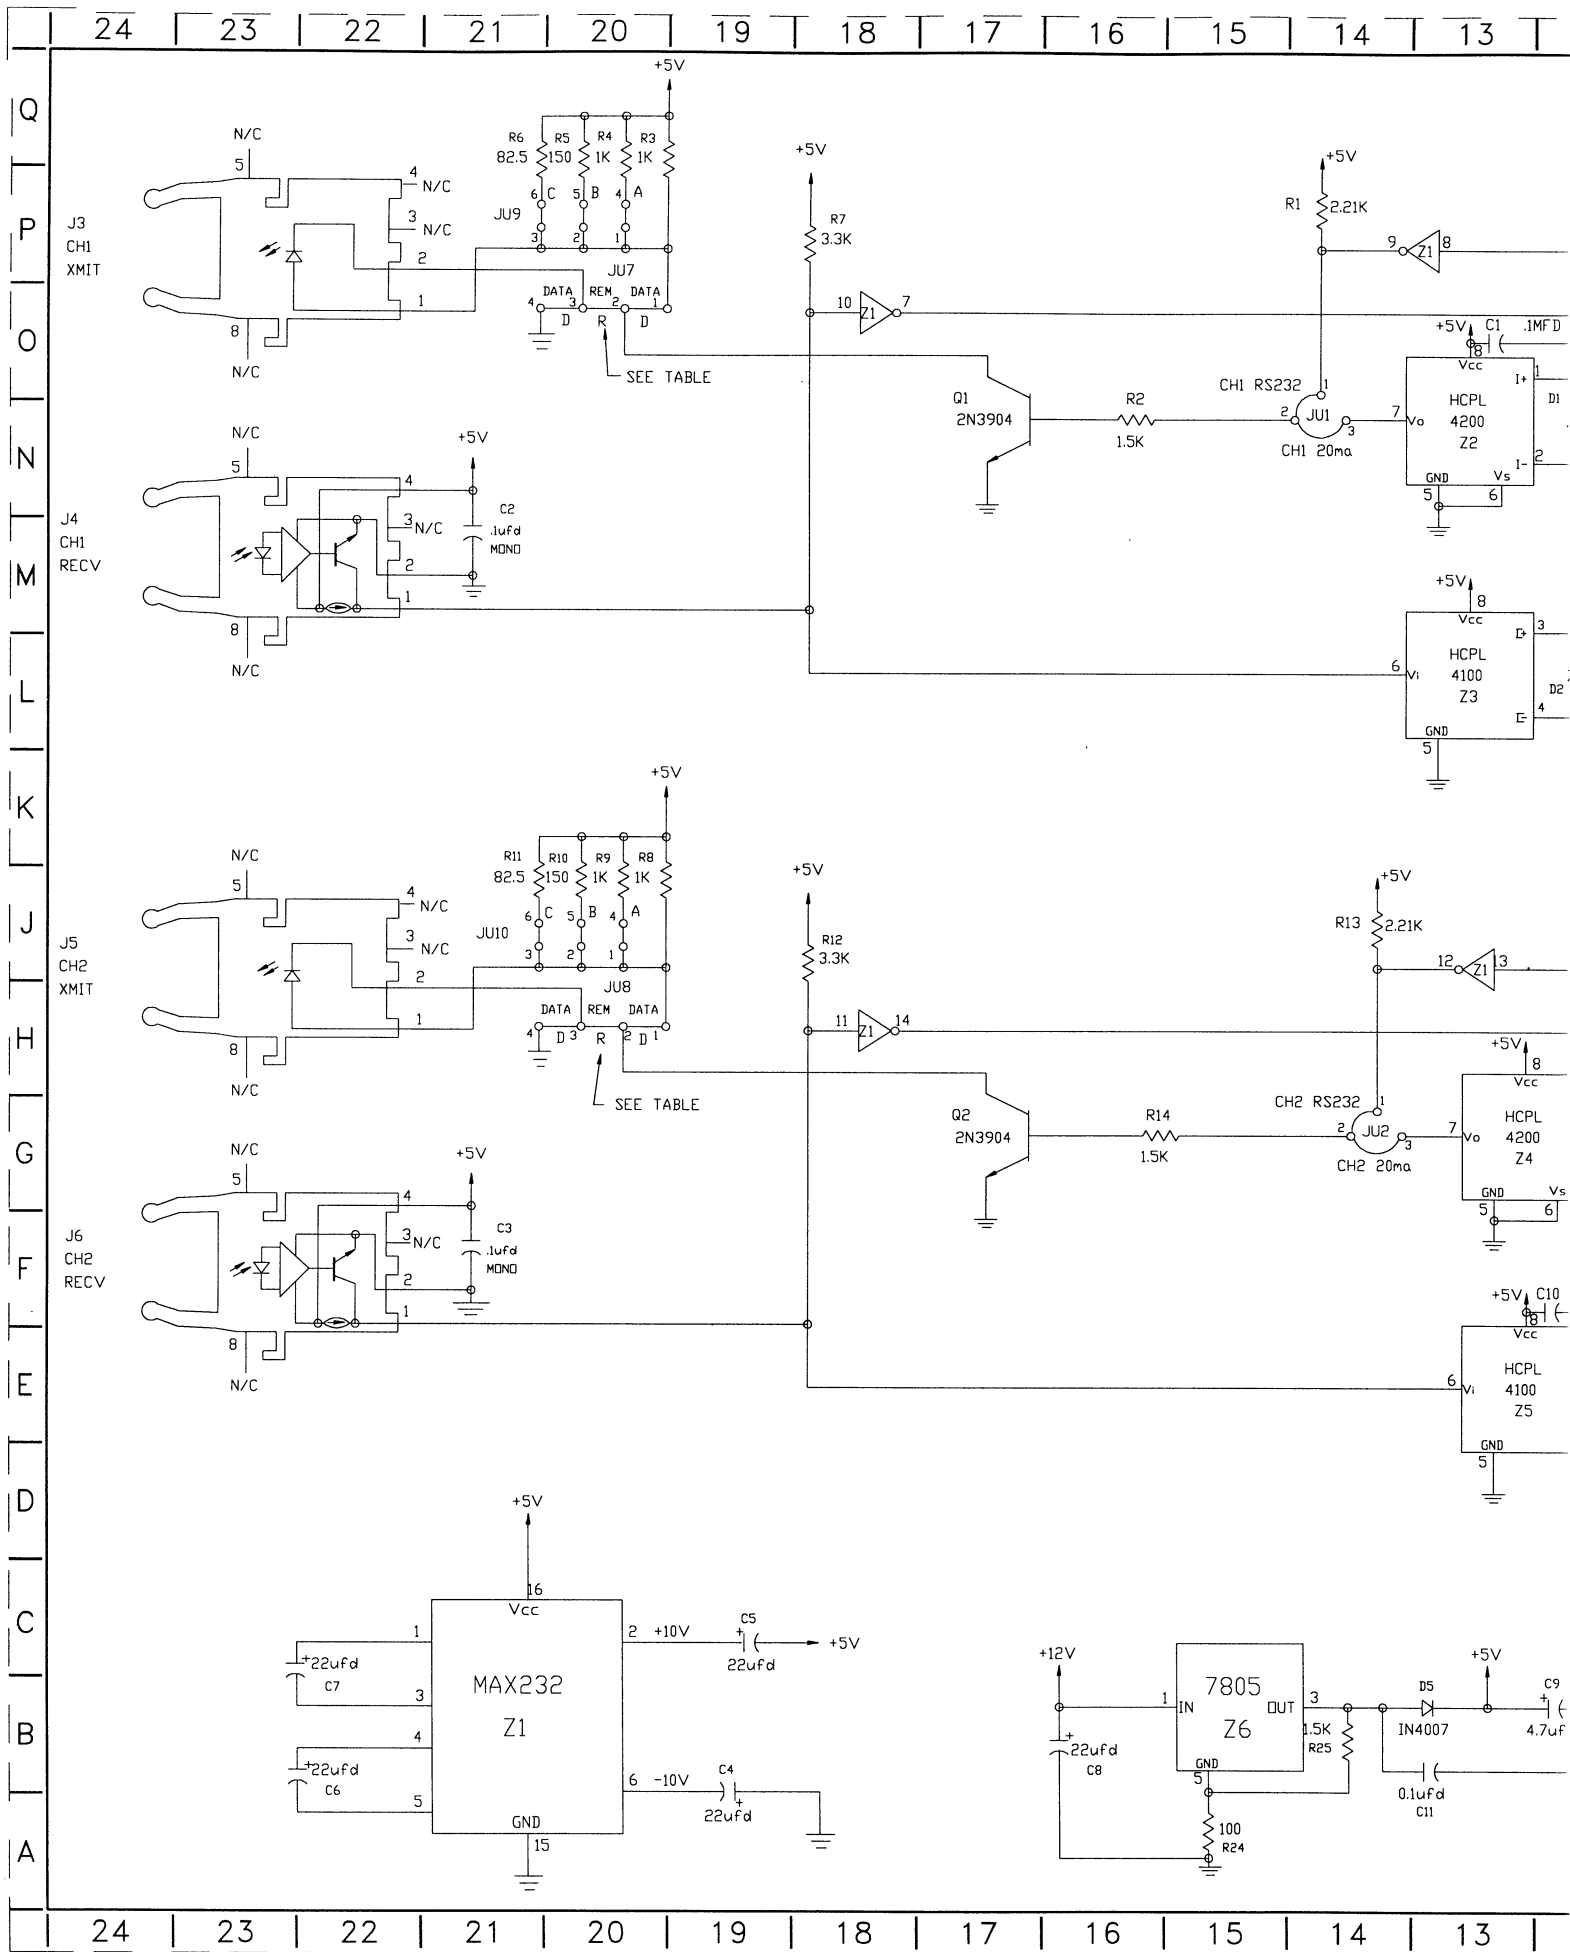 24 23 22 21 20 19 18 17 16 15 14 13
Q
P
O
N
M
L
K
J
H
G
F
E
D
C
B
A
+5V
R6 R5 R4 R3
82.5 150 1K 1K
6 C 5 B 4 A
JU9
3 2 1
JU7
DATA REM DATA
4 3 2 1
D R D
SEE TABLE
N/C
5
4 N/C
3 N/C
2
1
J3
CH1
XMIT
8
N/C
+5V
R7
3.3K
10 Z1 7
+5V
R1 2.21K
9 Z1 8
+5V C1 .1MFD
8
Vcc
I+ 1
HCPL
4200
Z2
D1
7 Vo
I- 2
GND Vs
5 6
CH1 RS232
1
2 JU1 3
CH1 20ma
R2
1.5K
Q1
2N3904
N/C
5
4
+5V
C2
.1ufd
MONO
3 N/C
2
1
J4
CH1
RECV
8
N/C
+5V
8
Vcc
3
HCPL
4100
Z3
6 Vi
D2
4
GND
5
+5V
R11 R10 R9 R8
82.5 150 1K 1K
6 C 5 B 4 A
JU10
3 2 1
JU8
DATA REM DATA
4 D 3 R 2 D 1
SEE TABLE
N/C
5
4 N/C
3 N/C
2
1
J5
CH2
XMIT
8
N/C
+5V
R12
3.3K
11 Z1 14
+5V
R13 2.21K
12 Z1 13
+5V
8
Vcc
HCPL
4200
Z4
7 Vo
GND Vs
5 6
CH2 RS232
1
2 JU2 3
CH2 20ma
R14
1.5K
Q2
2N3904
N/C
5
4
+5V
C3
.1ufd
MONO
3 N/C
2
1
J6
CH2
RECV
8
N/C
+5V C10
8
Vcc
HCPL
4100
Z5
6 Vi
GND
5
+5V
16
Vcc
1
+22ufd
C7
3
MAX232
Z1
4
+22ufd
C6
5
GND
15
2 +10V C5 +5V
+
22ufd
6 -10V C4
+
22ufd
+12V
1 IN
7805
Z6
OUT 3
GND
5
+22ufd
C8
1.5K
R25
100
R24
D5
IN4007
+5V
C9
+
4.7uf
0.1ufd
C11
24 23 22 21 20 19 18 17 16 15 14 13